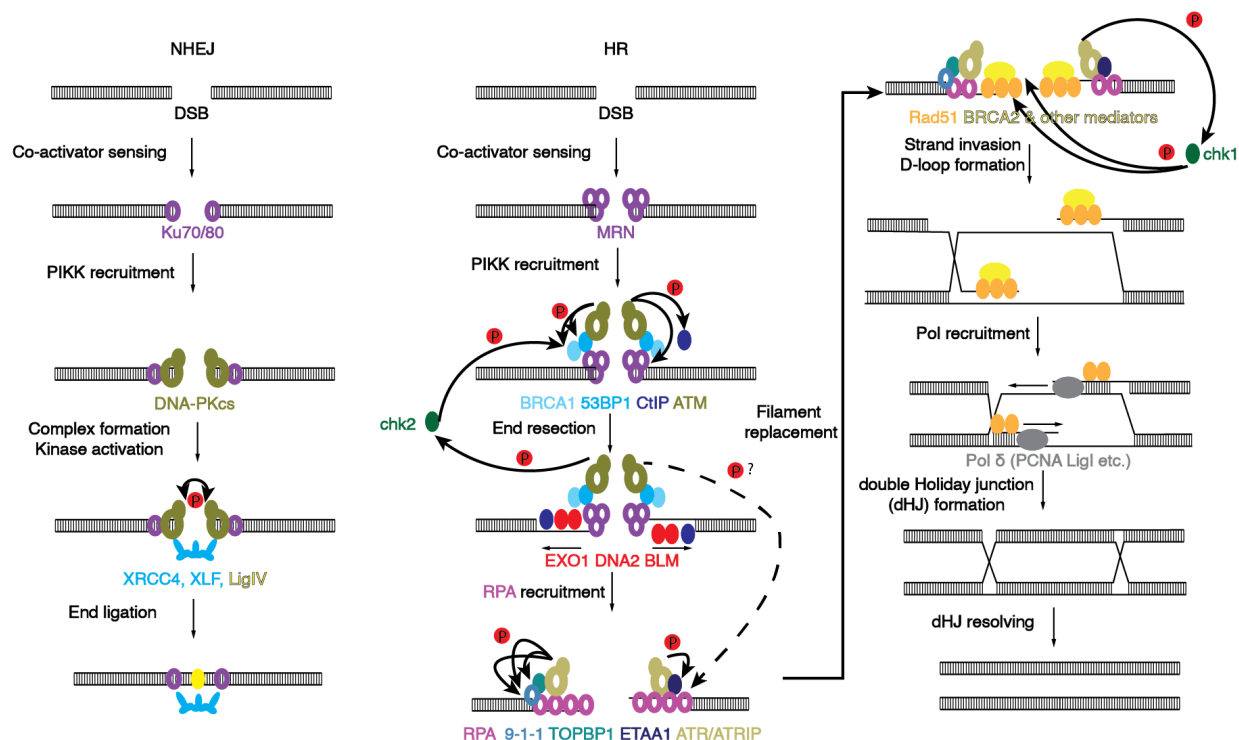 NHEJ
DSB
Co-activator sensing
Ku70/80
PIKK recruitment
DNA-PKcs
Complex formation
Kinase activation
P
XRCC4, XLF, LigIV
End ligation
HR
DSB
Co-activator sensing
MRN
PIKK recruitment
P
P
P
BRCA1 53BP1 CtIP ATM
chk2
End resection
P
P ?
EXO1 DNA2 BLM
RPA recruitment
P
P
RPA 9-1-1 TOPBP1 ETAA1 ATR/ATRIP
Filament
replacement
P
Rad51 BRCA2 & other mediators
P
chk1
Strand invasion
D-loop formation
Pol recruitment
Pol δ (PCNA LigI etc.)
double Holiday junction
(dHJ) formation
dHJ resolving